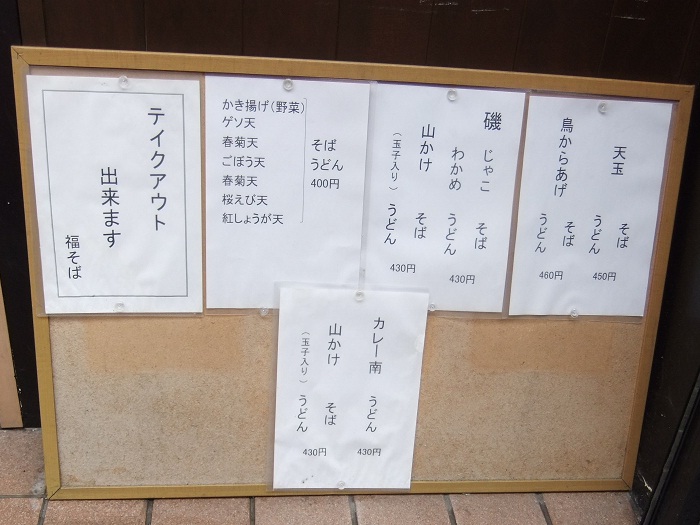 テイクアウト
出来ます
福そば
かき揚げ(野菜)
ゲソ天
春菊天
ごぼう天
春菊天
桜えび天
紅しょうが天
そば
うどん
400円
磯 じゃこ わかめ そば うどん
430円
山かけ そば
(玉子入り) うどん
430円
天玉 そば うどん
450円
鳥からあげ そば うどん
460円
カレー南 うどん
430円
山かけ そば
(玉子入り) うどん
430円